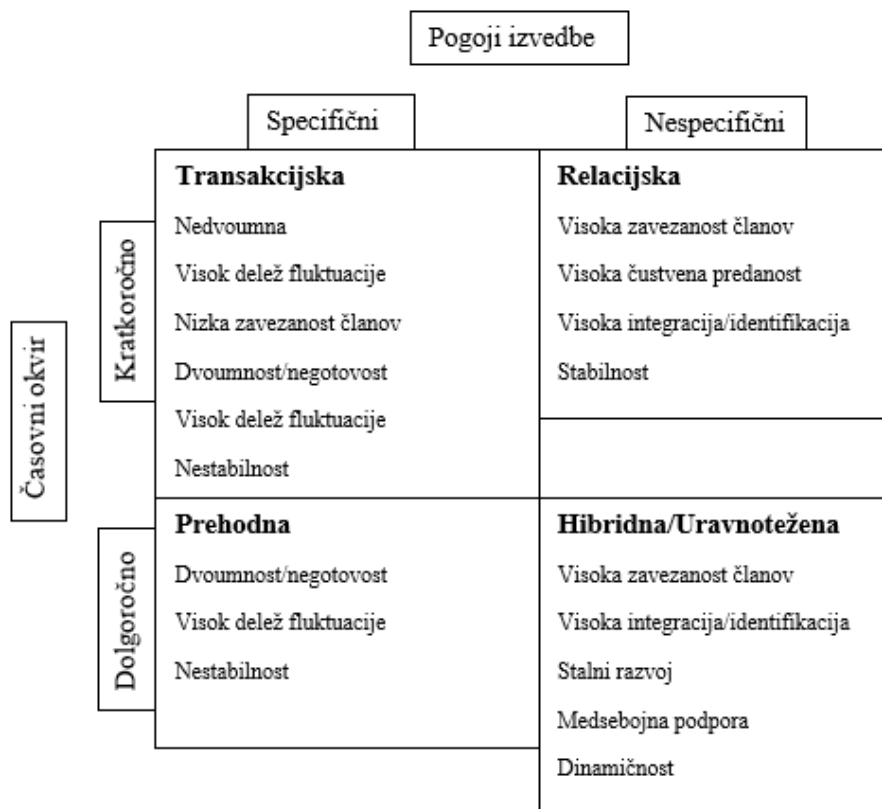 Pogoji izvedbe
Specifični
Nespecifični
Časovni okvir
Kratkoročno
Transakcijska
Nedvoumna
Visok delež fluktuacije
Nizka zavezanost članov
Dvoumnost/negotovost
Visok delež fluktuacije
Nestabilnost
Relacijska
Visoka zavezanost članov
Visoka čustvena predanost
Visoka integracija/identifikacija
Stabilnost
Dolgoročno
Prehodna
Dvoumnost/negotovost
Visok delež fluktuacije
Nestabilnost
Hibridna/Uravnotežena
Visoka zavezanost članov
Visoka integracija/identifikacija
Stalni razvoj
Medsebojna podpora
Dinamičnost